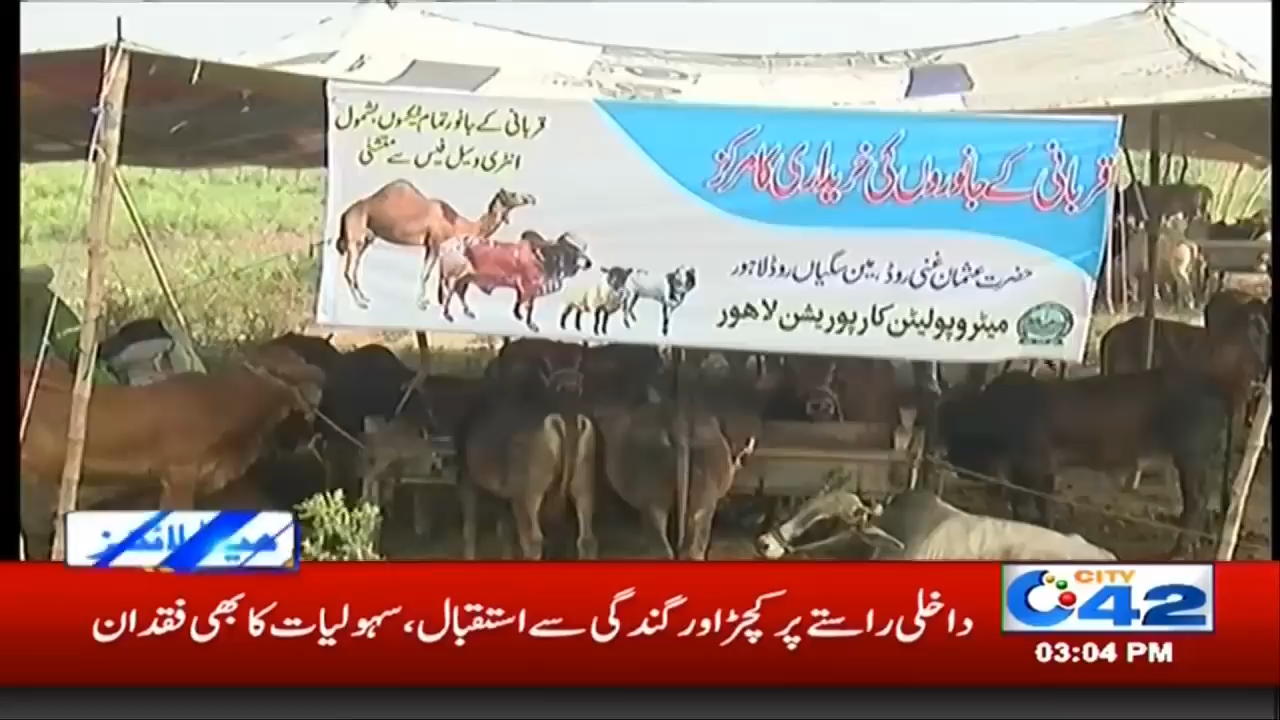 قربانی کے جانور تمام ٹیکسوں بشمول
انٹری و سیل فیس سے مستثنیٰ
قربانی کے جانوروں کی خریداری کا مرکز
حضرت عثمان غنی روڈ، مین سگیاں روڈ لاہور
میٹروپولیٹن کارپوریشن لاہور
ہیڈلائنز
داخلی راستے پر کیچڑ اور گندگی سے استقبال، سہولیات کا بھی فقدان
CITY
42
03:04 PM